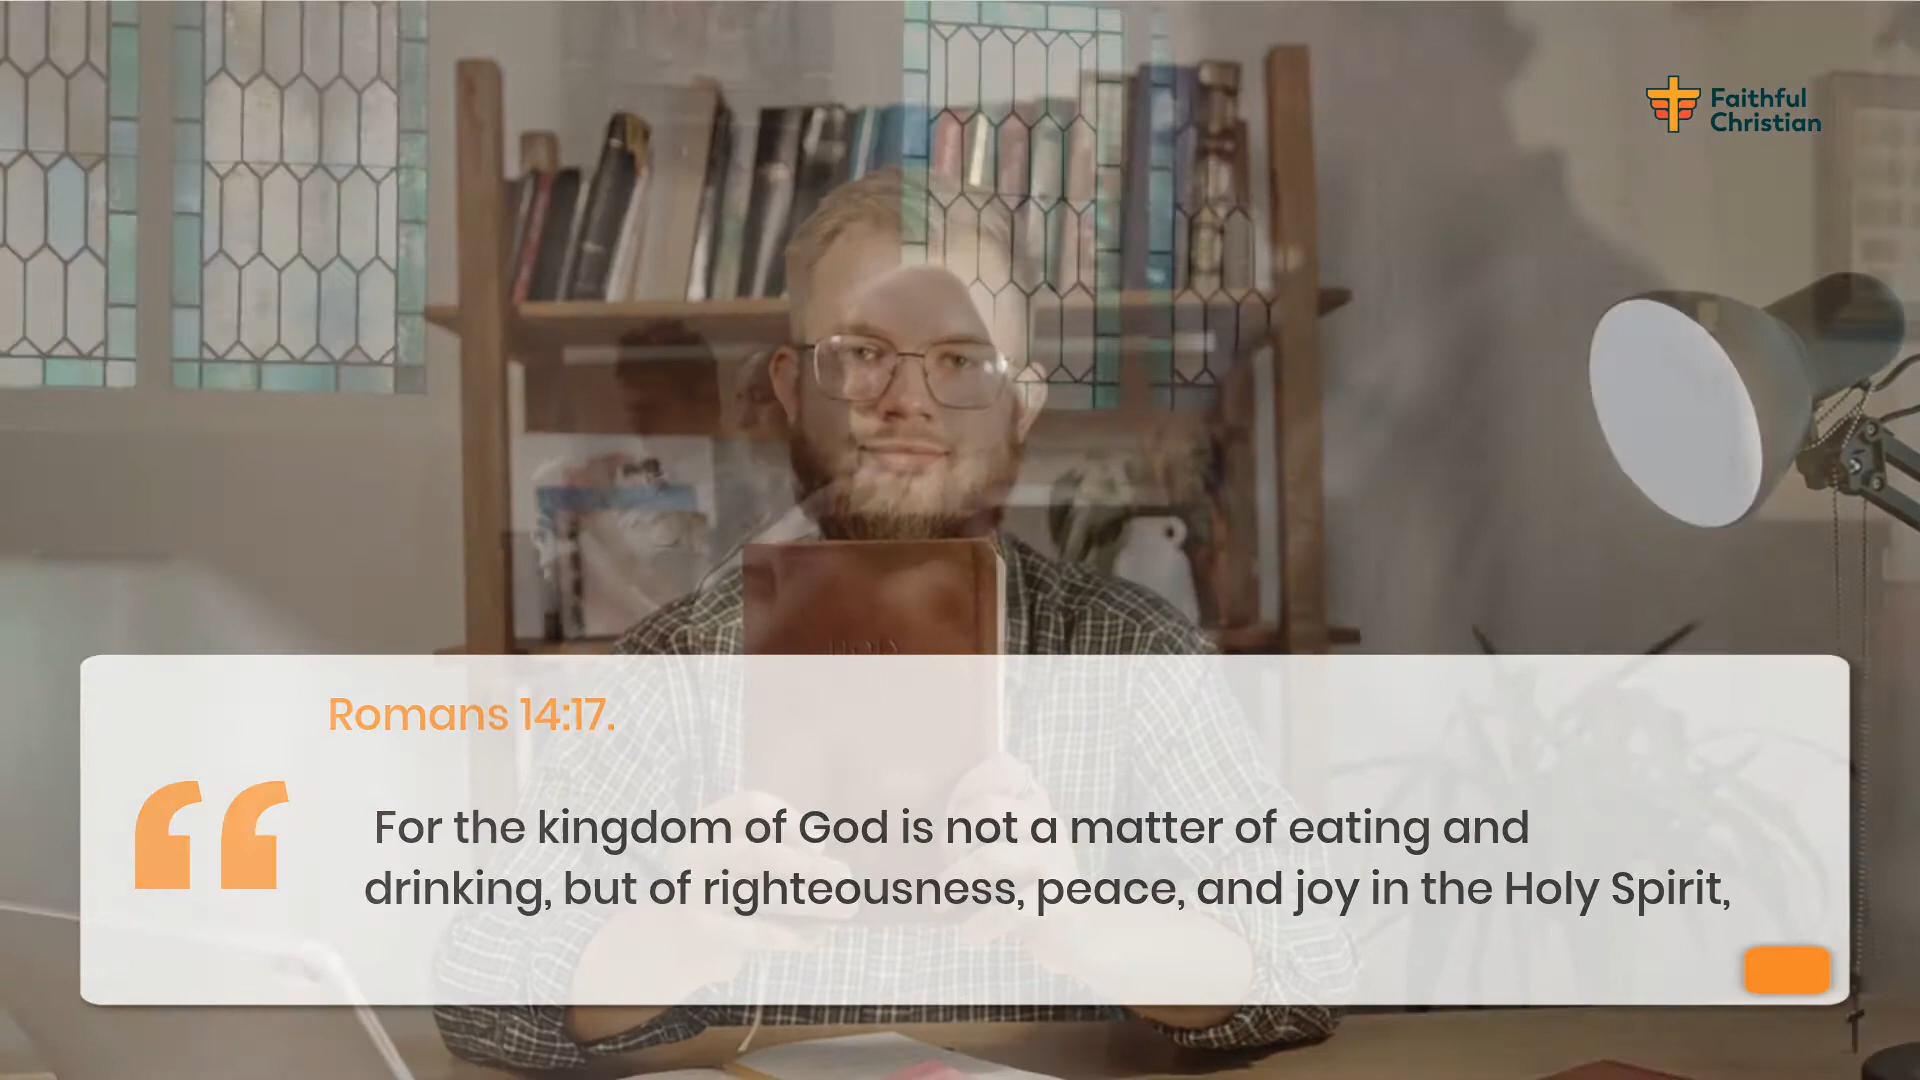 Faithful
Christian
Romans 14:17.
For the kingdom of God is not a matter of eating and
drinking, but of righteousness, peace, and joy in the Holy Spirit,
HOLY